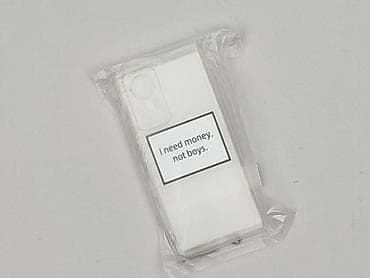 I need money,
not boys.